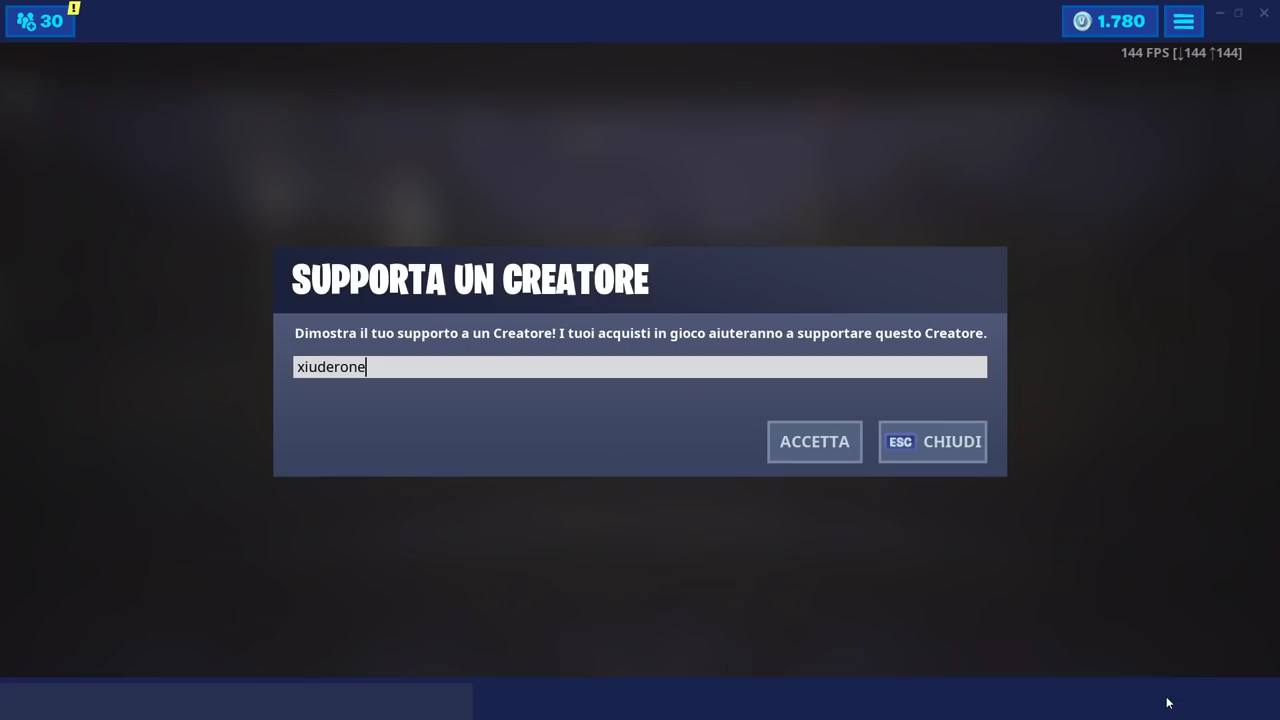 30 !
1.780
144 FPS [↓144 ↑144]
SUPPORTA UN CREATORE
Dimostra il tuo supporto a un Creatore! I tuoi acquisti in gioco aiuteranno a supportare questo Creatore.
xiuderone
ACCETTA
ESC CHIUDI